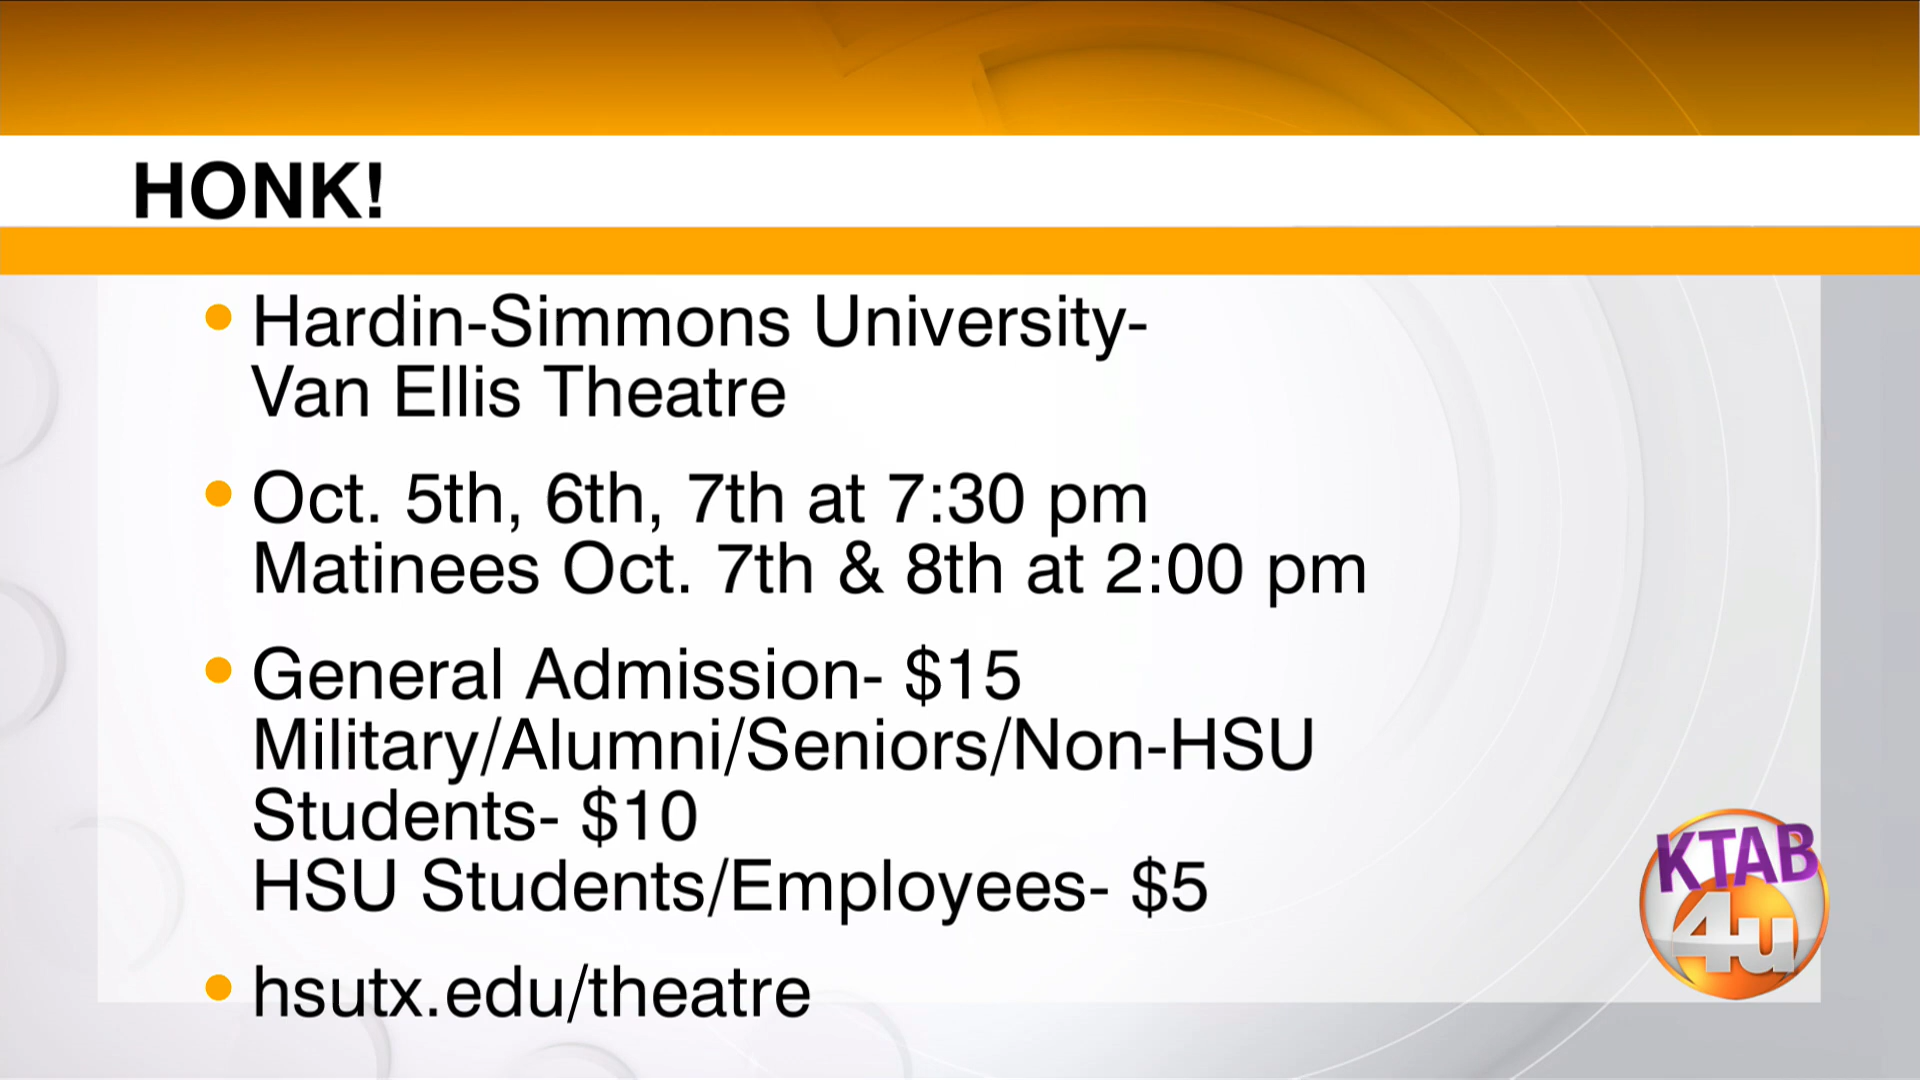 HONK!
Hardin-Simmons University-
Van Ellis Theatre
Oct. 5th, 6th, 7th at 7:30 pm
Matinees Oct. 7th & 8th at 2:00 pm
General Admission- $15
Military/Alumni/Seniors/Non-HSU
Students- $10
HSU Students/Employees- $5
hsutx.edu/theatre
KTAB
4u